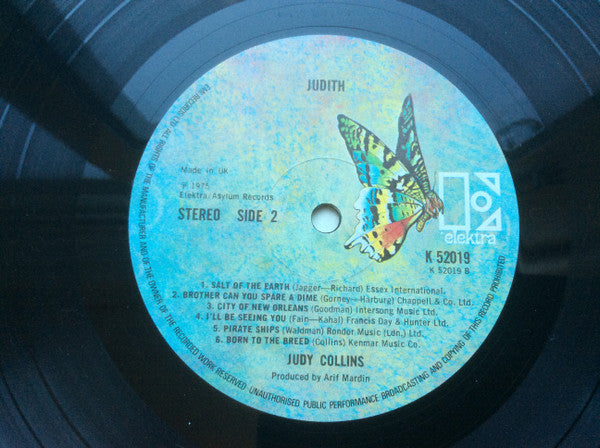 JUDITH
Made in UK
℗ 1975
Elektra/Asylum Records
STEREO SIDE 2
elektra
K 52019
K 52019 B
1. SALT OF THE EARTH (Jagger—Richard) Essex International.
2. BROTHER CAN YOU SPARE A DIME (Gorney—Harburg) Chappell & Co. Ltd.
3. CITY OF NEW ORLEANS (Goodman) Intersong Music Ltd.
4. I'LL BE SEEING YOU (Fain—Kahal) Francis Day & Hunter Ltd.
5. PIRATE SHIPS (Waldman) Rondor Music (Ldn.) Ltd.
6. BORN TO THE BREED (Collins) Kenmar Music Co.
JUDY COLLINS
Produced by Arif Mardin
EMI RECORDS LTD ALL RIGHTS OF THE MANUFACTURER AND OF THE OWNER OF THE RECORDED WORK RESERVED UNAUTHORISED PUBLIC PERFORMANCE BROADCASTING AND COPYING OF THIS RECORD PROHIBITED